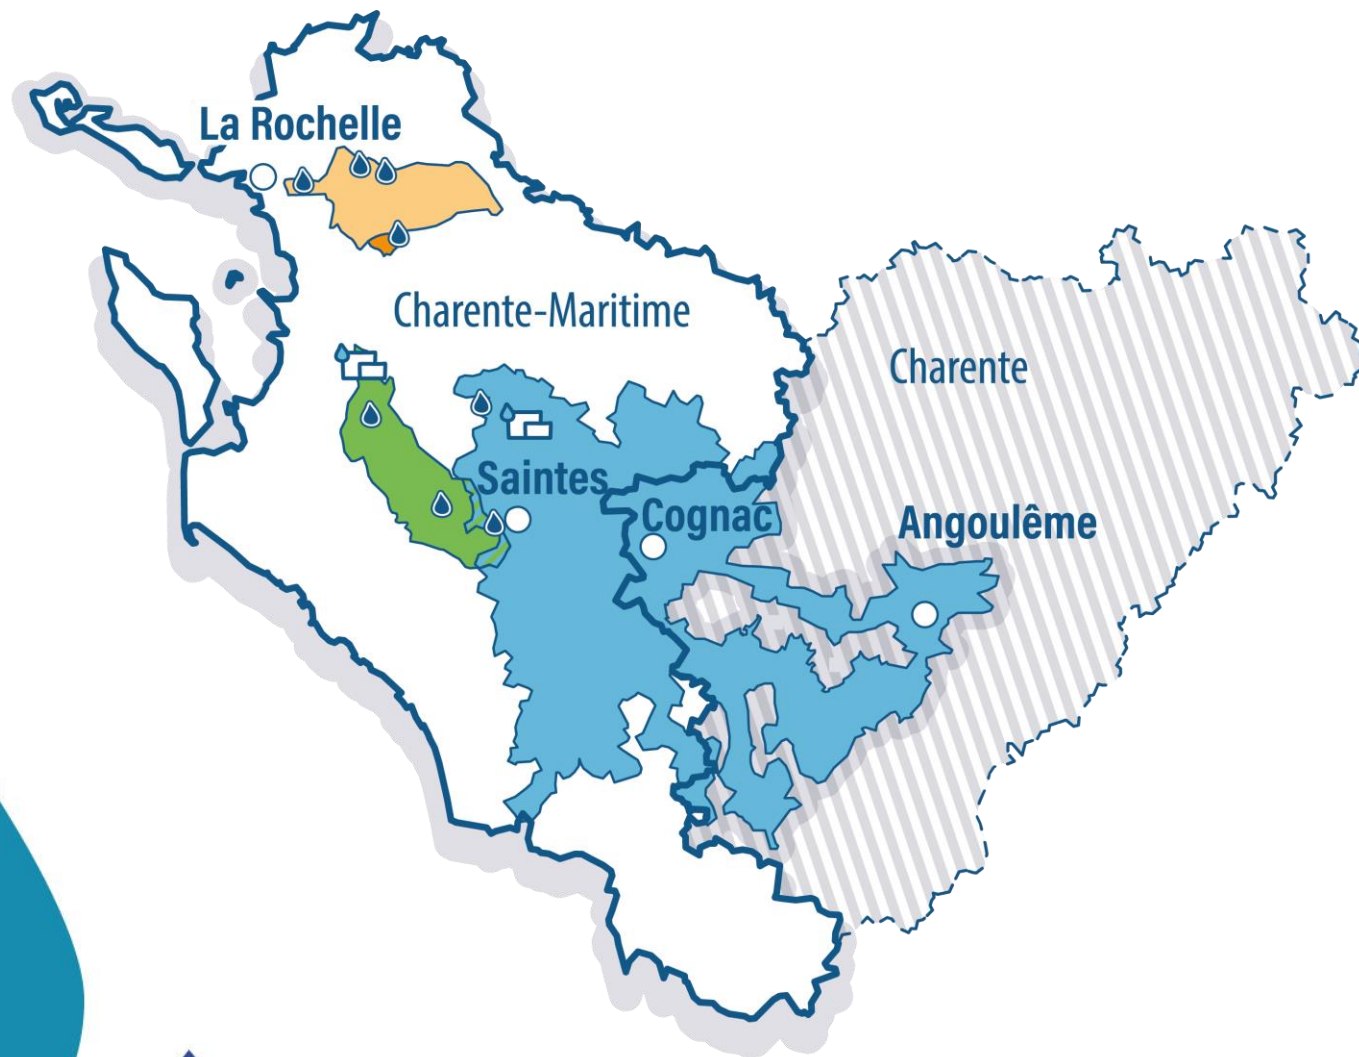 La Rochelle
Charente-Maritime
Charente
Saintes
Cognac
Angoulême